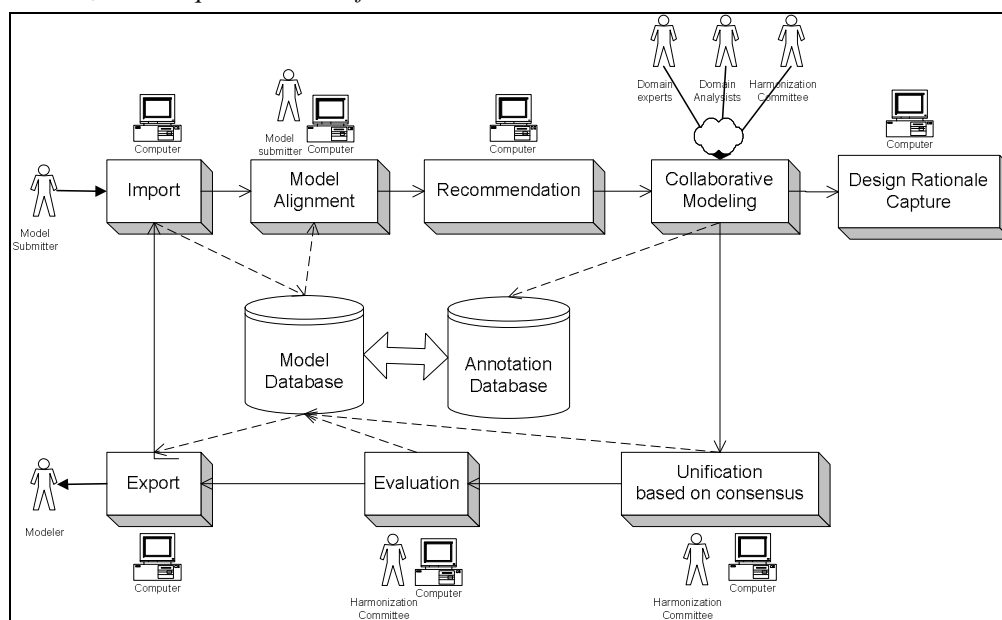 Domain
experts
Domain
Analysists
Harmonization
Committee
Computer
Model
submitter
Computer
Computer
Computer
Model
Submitter
Import
Model
Alignment
Recommendation
Collaborative
Modeling
Design Rationale
Capture
Model
Database
Annotation
Database
Modeler
Export
Evaluation
Unification
based on consensus
Computer
Harmonization
Committee
Computer
Harmonization
Committee
Computer